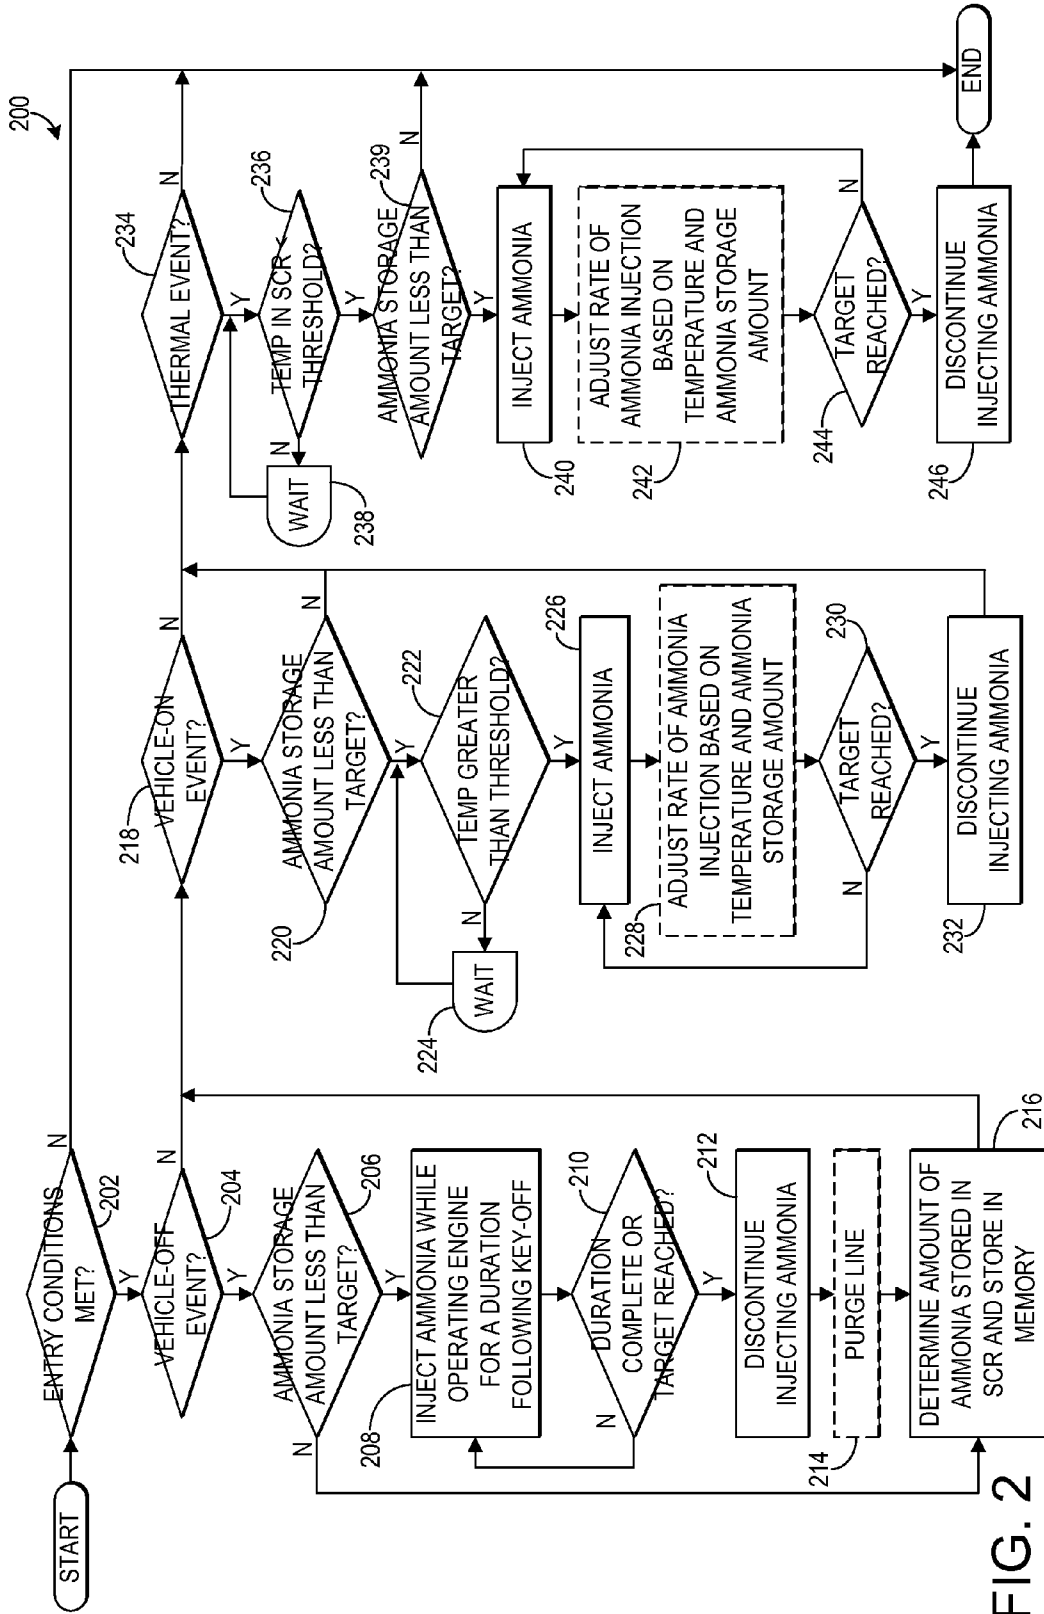 200
START
ENTRY CONDITIONS
MET?
202
N
Y
VEHICLE-OFF
EVENT?
204
N
Y
AMMONIA STORAGE
AMOUNT LESS THAN
TARGET?
206
N
Y
INJECT AMMONIA WHILE
OPERATING ENGINE
FOR A DURATION
FOLLOWING KEY-OFF
208
DURATION
COMPLETE OR
TARGET REACHED?
210
N
Y
DISCONTINUE
INJECTING AMMONIA
212
PURGE LINE
214
DETERMINE AMOUNT OF
AMMONIA STORED IN
SCR AND STORE IN
MEMORY
216
VEHICLE-ON
EVENT?
218
N
Y
AMMONIA STORAGE
AMOUNT LESS THAN
TARGET?
220
N
Y
TEMP GREATER
THAN THRESHOLD?
222
N
Y
WAIT
224
INJECT AMMONIA
226
ADJUST RATE OF AMMONIA
INJECTION BASED ON
TEMPERATURE AND AMMONIA
STORAGE AMOUNT
228
TARGET
REACHED?
230
N
Y
DISCONTINUE
INJECTING AMMONIA
232
THERMAL EVENT?
234
N
Y
TEMP IN SCR <
THRESHOLD?
236
N
Y
WAIT
238
AMMONIA STORAGE
AMOUNT LESS THAN
TARGET?
239
N
Y
INJECT AMMONIA
240
ADJUST RATE OF
AMMONIA INJECTION
BASED ON
TEMPERATURE AND
AMMONIA STORAGE
AMOUNT
242
TARGET
REACHED?
244
N
Y
DISCONTINUE
INJECTING AMMONIA
246
END
FIG. 2